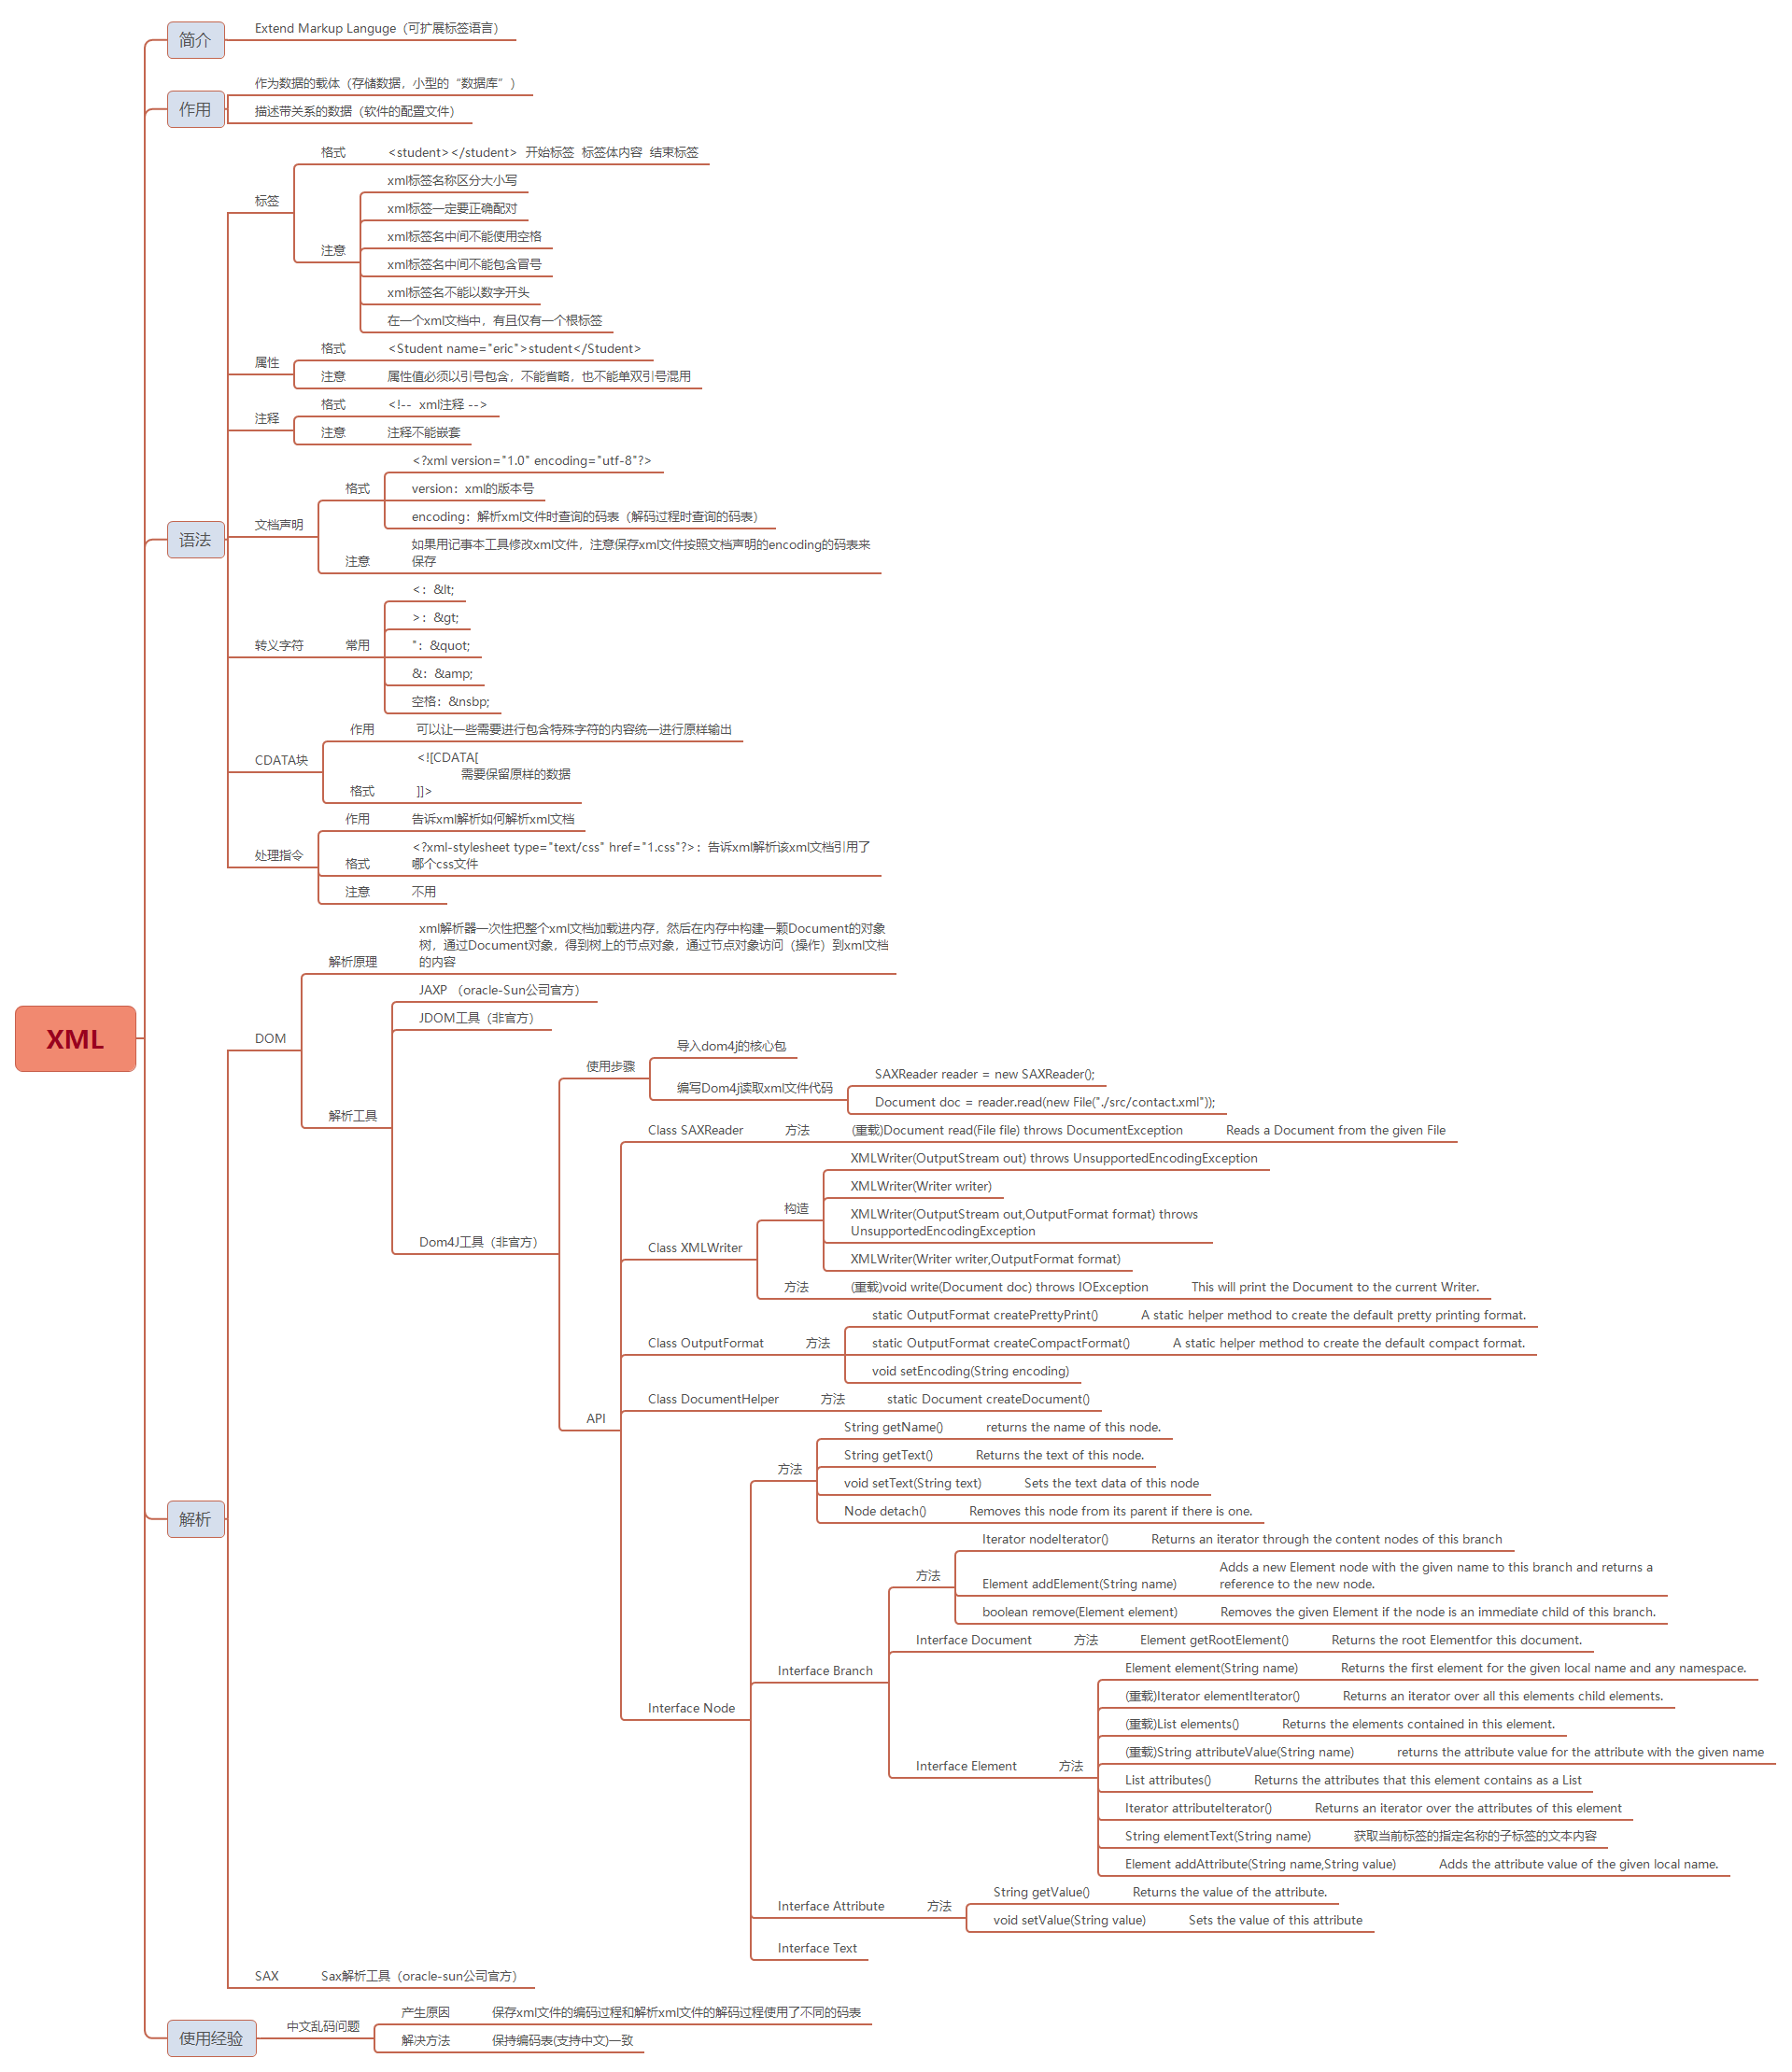 XML
简介
Extend Markup Languge（可扩展标签语言）
作用
作为数据的载体（存储数据，小型的“数据库”）
描述带关系的数据（软件的配置文件）
语法
标签
格式
<student></student>  开始标签  标签体内容  结束标签
注意
xml标签名称区分大小写
xml标签一定要正确配对
xml标签名中间不能使用空格
xml标签名中间不能包含冒号
xml标签名不能以数字开头
在一个xml文档中，有且仅有一个根标签
属性
格式
<Student name="eric">student</Student>
注意
属性值必须以引号包含，不能省略，也不能单双引号混用
注释
格式
<!--  xml注释 -->
注意
注释不能嵌套
文档声明
格式
<?xml version="1.0" encoding="utf-8"?>
version：xml的版本号
encoding：解析xml文件时查询的码表（解码过程时查询的码表）
注意
如果用记事本工具修改xml文件，注意保存xml文件按照文档声明的encoding的码表来
保存
转义字符
常用
<：&lt;
>：&gt;
"：&quot;
&：&amp;
空格：&nsbp;
CDATA块
作用
可以让一些需要进行包含特殊字符的内容统一进行原样输出
格式
<![CDATA[
需要保留原样的数据
]]>
处理指令
作用
告诉xml解析如何解析xml文档
格式
<?xml-stylesheet type="text/css" href="1.css"?>：告诉xml解析该xml文档引用了
哪个css文件
注意
不用
解析
DOM
解析原理
xml解析器一次性把整个xml文档加载进内存，然后在内存中构建一颗Document的对象
树，通过Document对象，得到树上的节点对象，通过节点对象访问（操作）到xml文档
的内容
解析工具
JAXP （oracle-Sun公司官方）
JDOM工具（非官方）
Dom4J工具（非官方）
使用步骤
导入dom4j的核心包
编写Dom4j读取xml文件代码
SAXReader reader = new SAXReader();
Document doc = reader.read(new File("./src/contact.xml"));
API
Class SAXReader
方法
(重载)Document read(File file) throws DocumentException
Reads a Document from the given File
Class XMLWriter
构造
XMLWriter(OutputStream out) throws UnsupportedEncodingException
XMLWriter(Writer writer)
XMLWriter(OutputStream out,OutputFormat format) throws
UnsupportedEncodingException
XMLWriter(Writer writer,OutputFormat format)
方法
(重载)void write(Document doc) throws IOException
This will print the Document to the current Writer.
Class OutputFormat
方法
static OutputFormat createPrettyPrint()
A static helper method to create the default pretty printing format.
static OutputFormat createCompactFormat()
A static helper method to create the default compact format.
void setEncoding(String encoding)
Class DocumentHelper
方法
static Document createDocument()
Interface Node
方法
String getName()
returns the name of this node.
String getText()
Returns the text of this node.
void setText(String text)
Sets the text data of this node
Node detach()
Removes this node from its parent if there is one.
Interface Branch
方法
Iterator nodeIterator()
Returns an iterator through the content nodes of this branch
Element addElement(String name)
Adds a new Element node with the given name to this branch and returns a
reference to the new node.
boolean remove(Element element)
Removes the given Element if the node is an immediate child of this branch.
Interface Document
方法
Element getRootElement()
Returns the root Elementfor this document.
Interface Element
方法
Element element(String name)
Returns the first element for the given local name and any namespace.
(重载)Iterator elementIterator()
Returns an iterator over all this elements child elements.
(重载)List elements()
Returns the elements contained in this element.
(重载)String attributeValue(String name)
returns the attribute value for the attribute with the given name
List attributes()
Returns the attributes that this element contains as a List
Iterator attributeIterator()
Returns an iterator over the attributes of this element
String elementText(String name)
获取当前标签的指定名称的子标签的文本内容
Element addAttribute(String name,String value)
Adds the attribute value of the given local name.
Interface Attribute
方法
String getValue()
Returns the value of the attribute.
void setValue(String value)
Sets the value of this attribute
Interface Text
SAX
Sax解析工具（oracle-sun公司官方）
使用经验
中文乱码问题
产生原因
保存xml文件的编码过程和解析xml文件的解码过程使用了不同的码表
解决方法
保持编码表(支持中文)一致